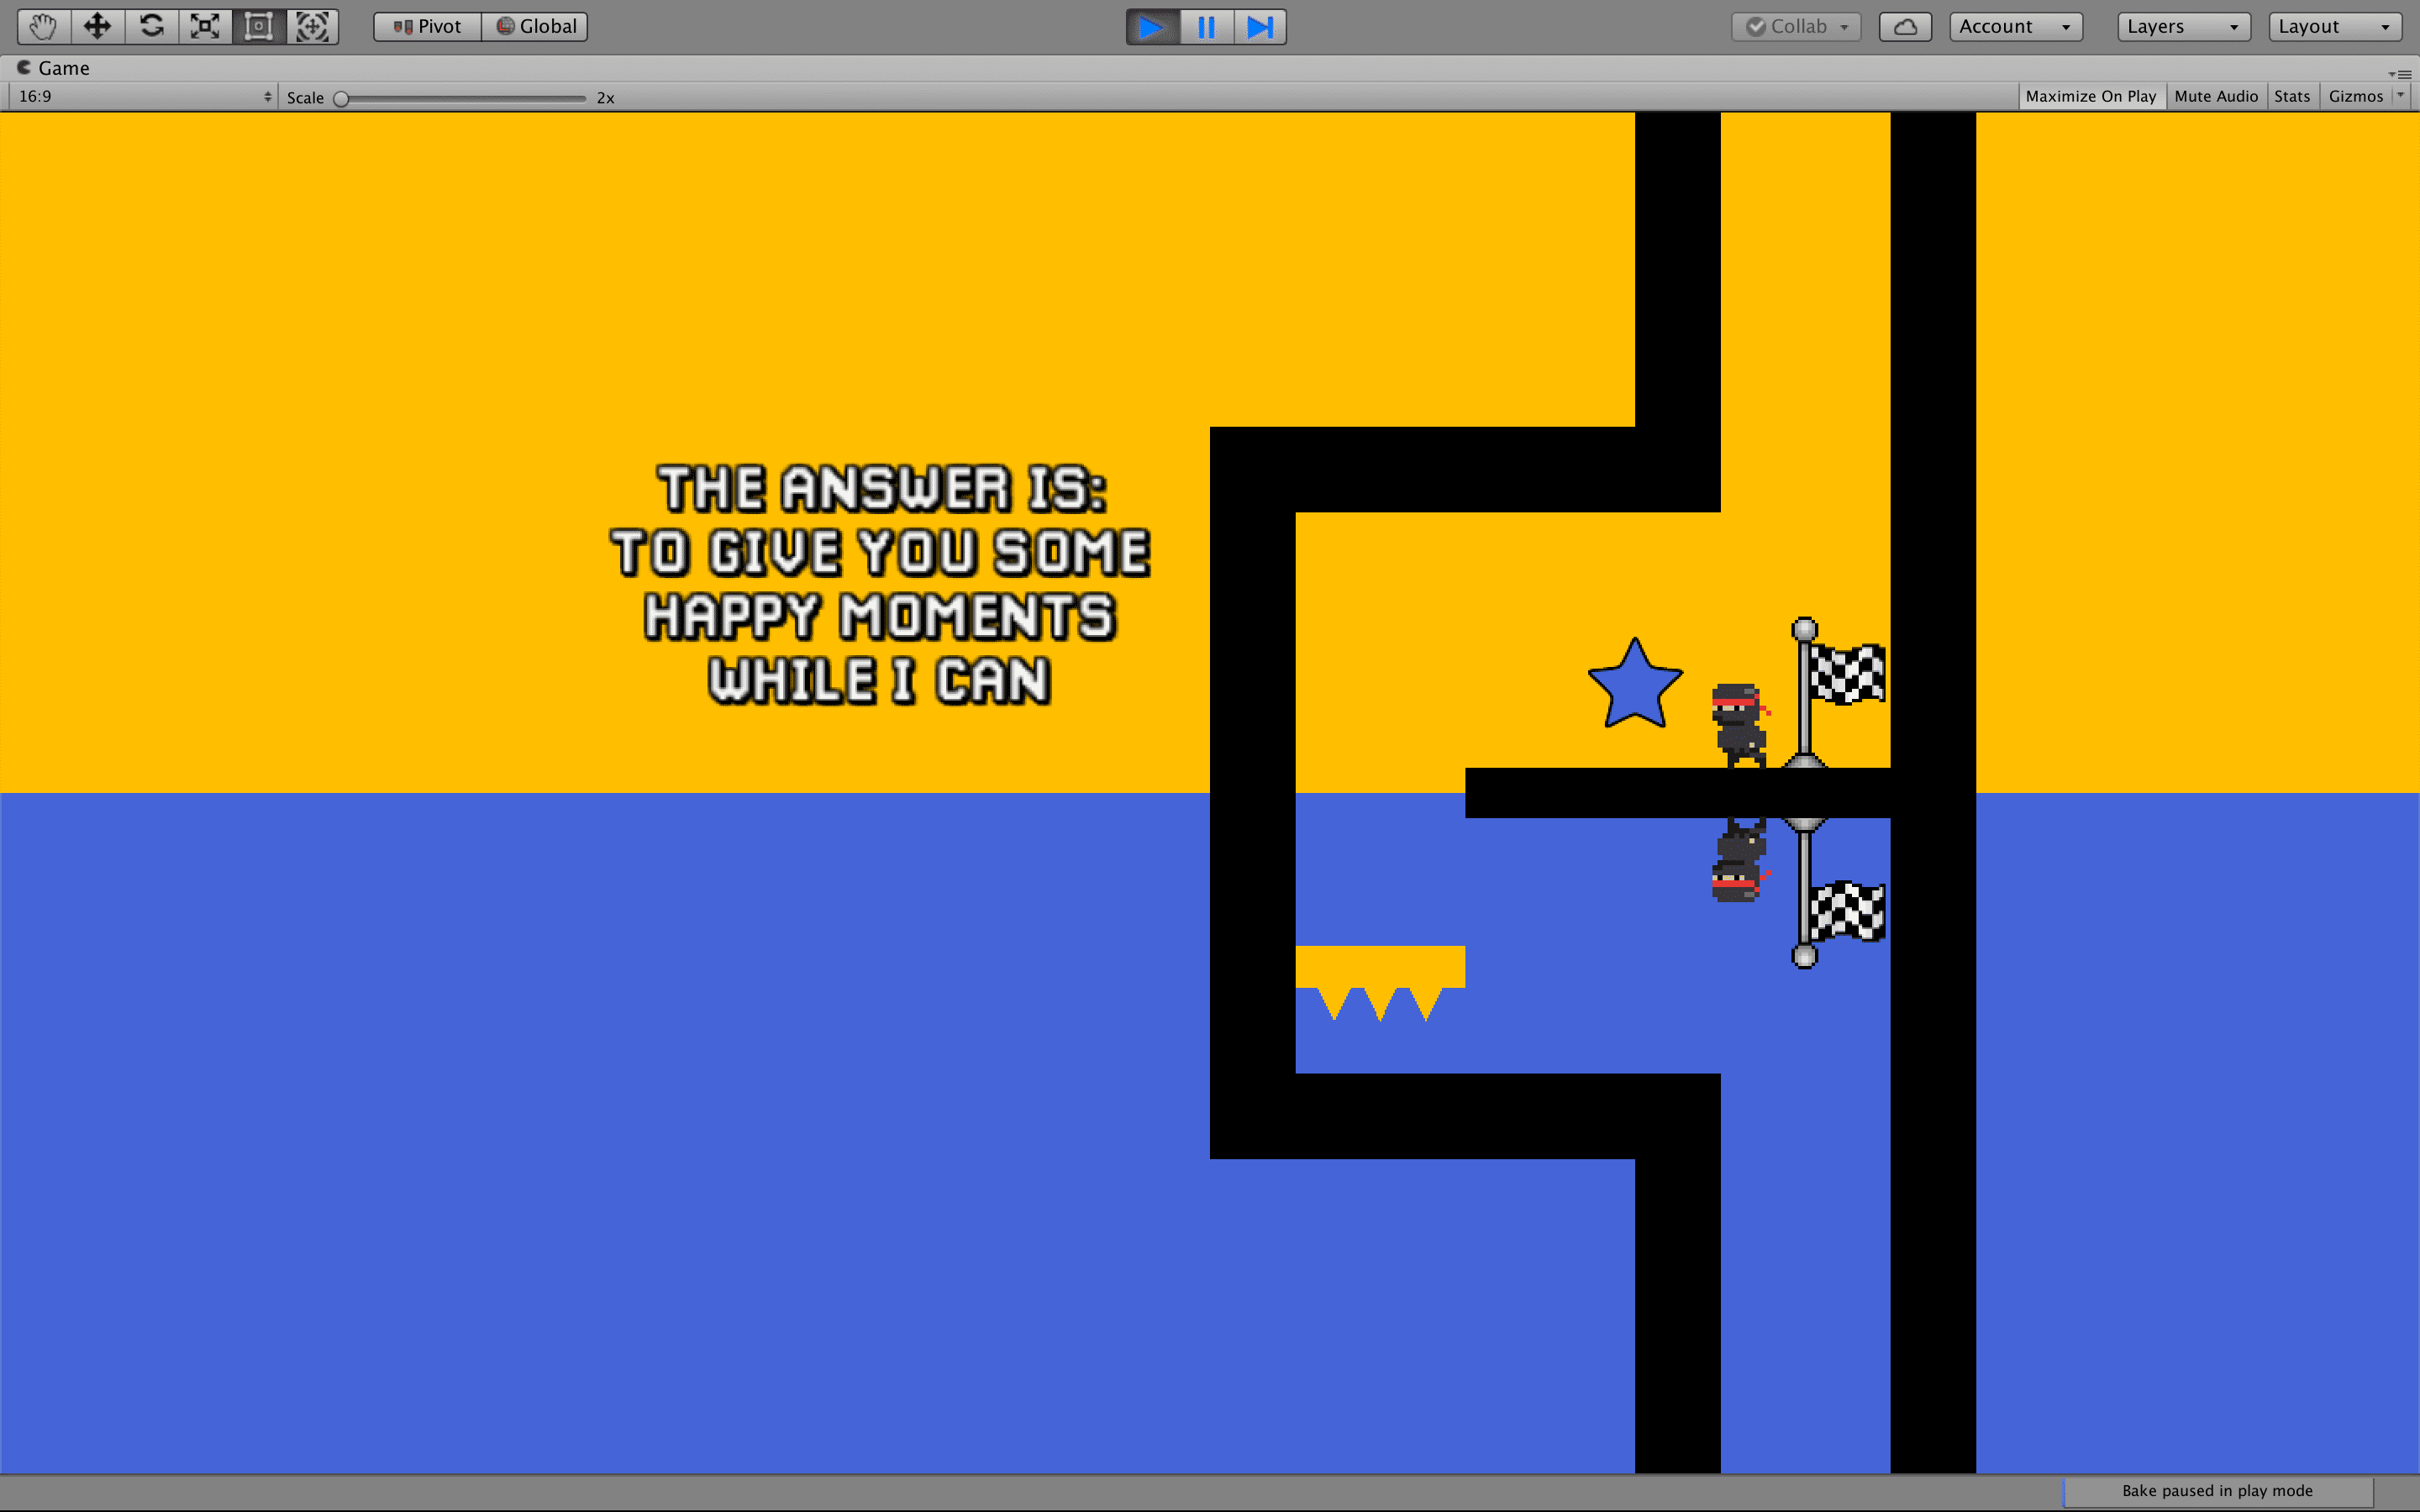 Pivot Global Collab Account Layers Layout
Game
16:9 Scale 2x Maximize On Play Mute Audio Stats Gizmos
THE ANSWER IS:
TO GIVE YOU SOME
HAPPY MOMENTS
WHILE I CAN
Bake paused in play mode